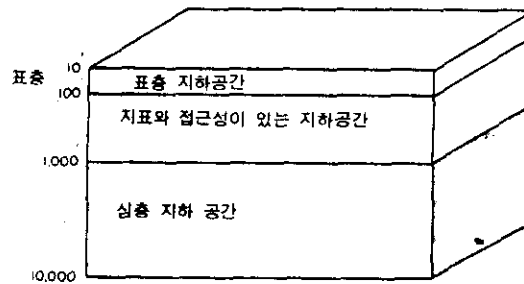 표층
10
표층 지하공간
100
지표와 접근성이 있는 지하공간
1,000
심층 지하 공간
10,000